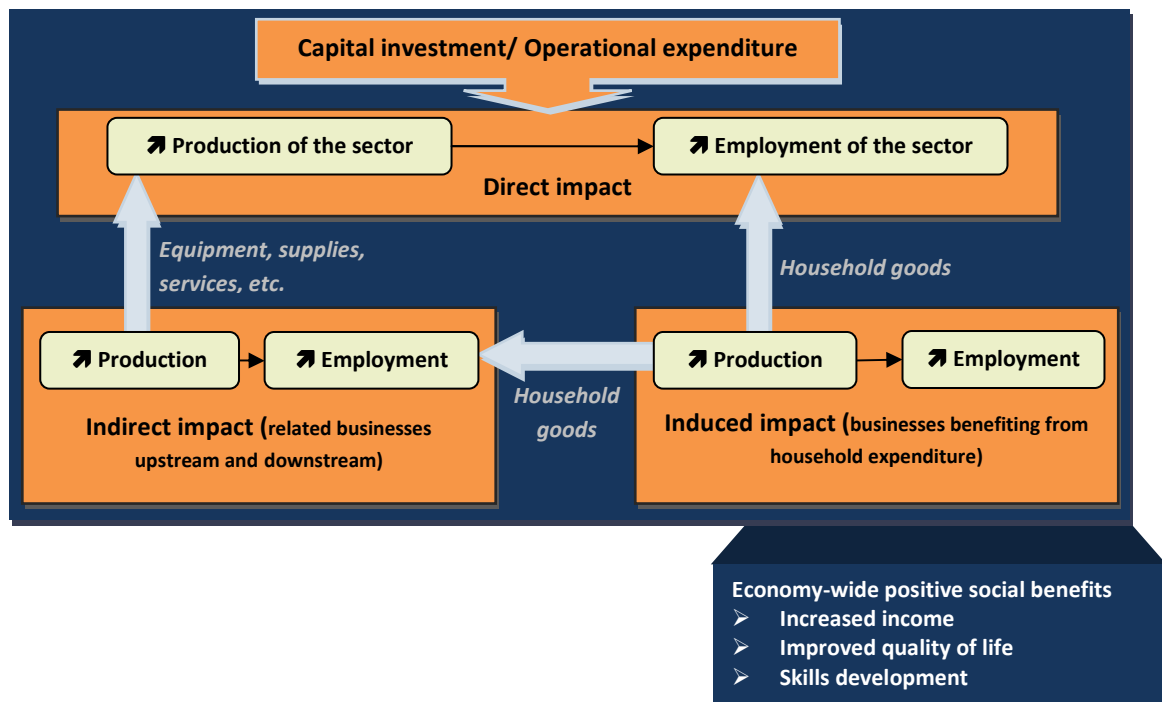 Capital investment/ Operational expenditure
↗ Production of the sector
↗ Employment of the sector
Direct impact
Equipment, supplies,
services, etc.
Household goods
↗ Production
↗ Employment
Indirect impact (related businesses
upstream and downstream)
Household
goods
↗ Production
↗ Employment
Induced impact (businesses benefiting from
household expenditure)
Economy-wide positive social benefits
➢ Increased income
➢ Improved quality of life
➢ Skills development